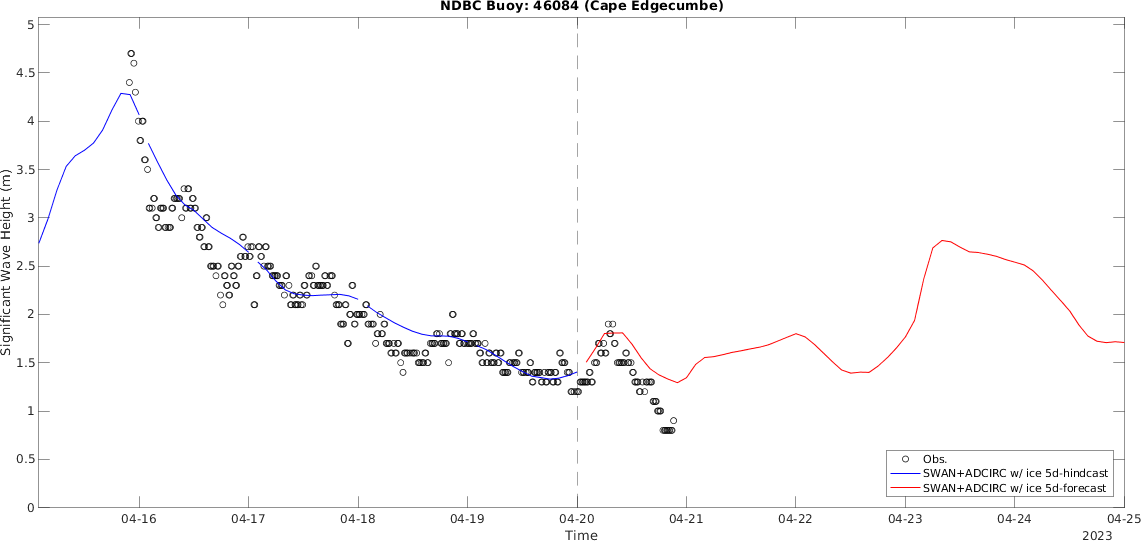 NDBC Buoy: 46084 (Cape Edgecumbe)
5
4.5
4
3.5
3
2.5
2
1.5
1
0.5
0
Significant Wave Height (m)
04-16 04-17 04-18 04-19 04-20 04-21 04-22 04-23 04-24 04-25
Time
2023
Obs.
SWAN+ADCIRC w/ ice 5d-hindcast
SWAN+ADCIRC w/ ice 5d-forecast